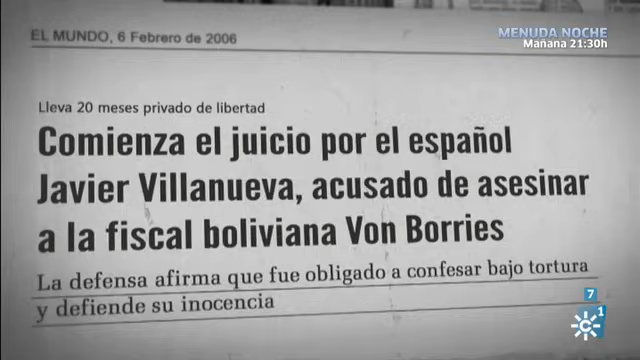 EL MUNDO, 6 Febrero de 2006
MENUDA NOCHE
Mañana 21:30h
Lleva 20 meses privado de libertad
Comienza el juicio por el español
Javier Villanueva, acusado de asesinar
a la fiscal boliviana Von Borries
La defensa afirma que fue obligado a confesar bajo tortura
y defiende su inocencia
7
1